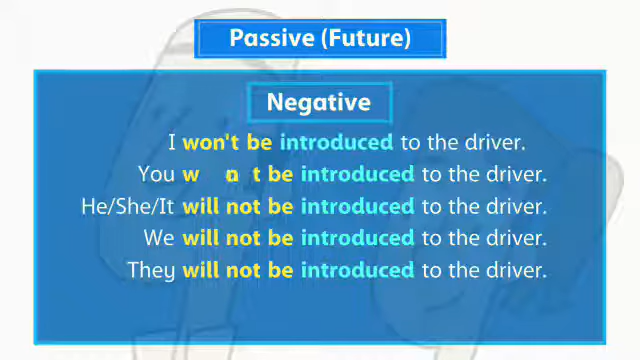 Passive (Future)
Negative
I won't be introduced to the driver.
You w n t be introduced to the driver.
He/She/It will not be introduced to the driver.
We will not be introduced to the driver.
They will not be introduced to the driver.